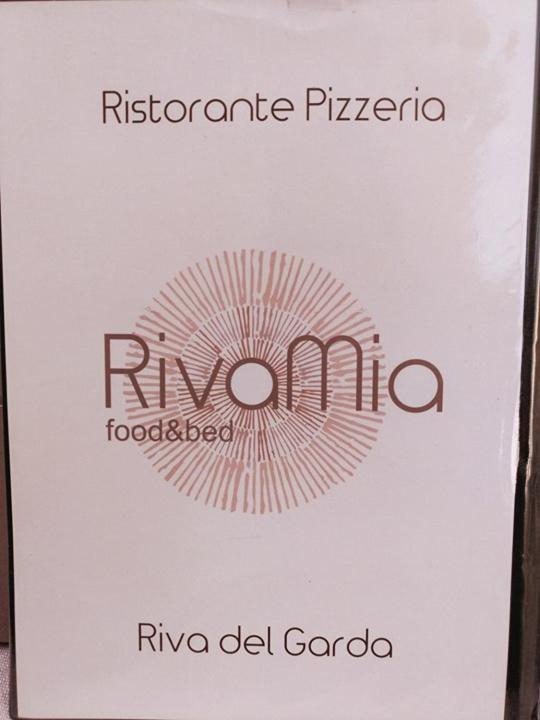 Ristorante Pizzeria
RivaMia
food&bed
Riva del Garda